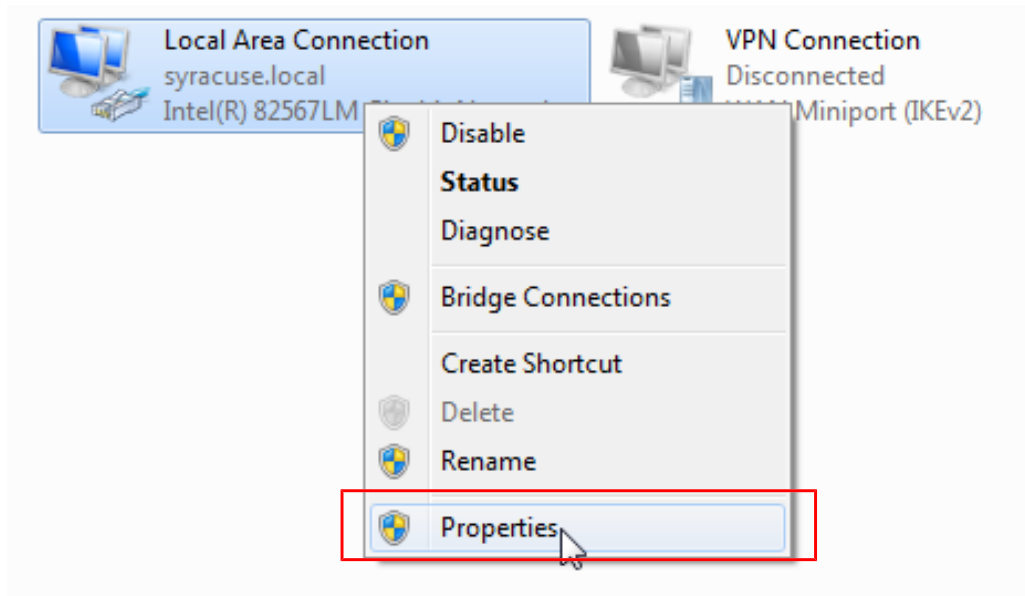 Local Area Connection
syracuse.local
Intel(R) 82567LM
VPN Connection
Disconnected
Miniport (IKEv2)
Disable
Status
Diagnose
Bridge Connections
Create Shortcut
Delete
Rename
Properties